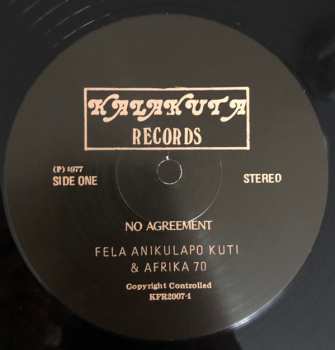 KALAKUTA
RECORDS
(P) 1977
SIDE ONE
STEREO
NO AGREEMENT
FELA ANIKULAPO KUTI
& AFRIKA 70
Copyright Controlled
KFR2007-1